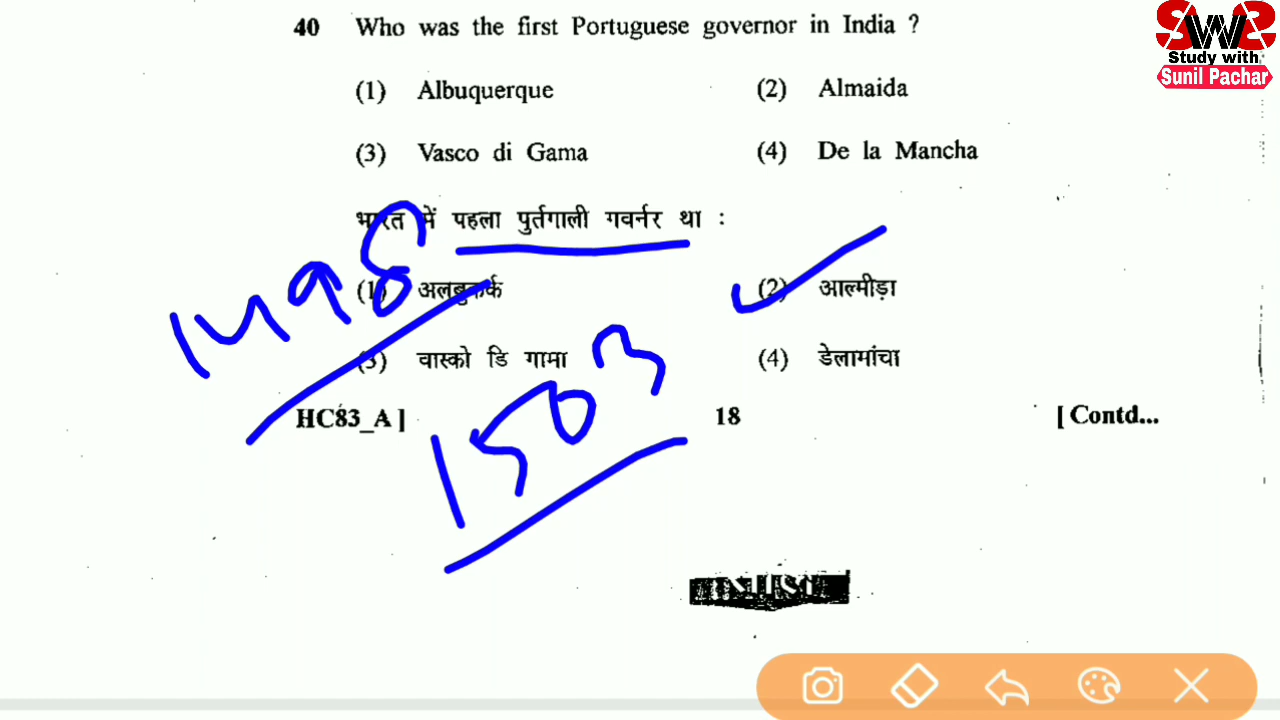 SWS
Study with
Sunil Pachar
40 Who was the first Portuguese governor in India ?
(1) Albuquerque (2) Almaida
(3) Vasco di Gama (4) De la Mancha
भारत में पहला पुर्तगाली गवर्नर था :
1498
(1) अलबुकर्क (2) आल्मीड़ा
(3) वास्को डि गामा (4) डेलामांचा
1503
HC83_A ] 18 [ Contd...